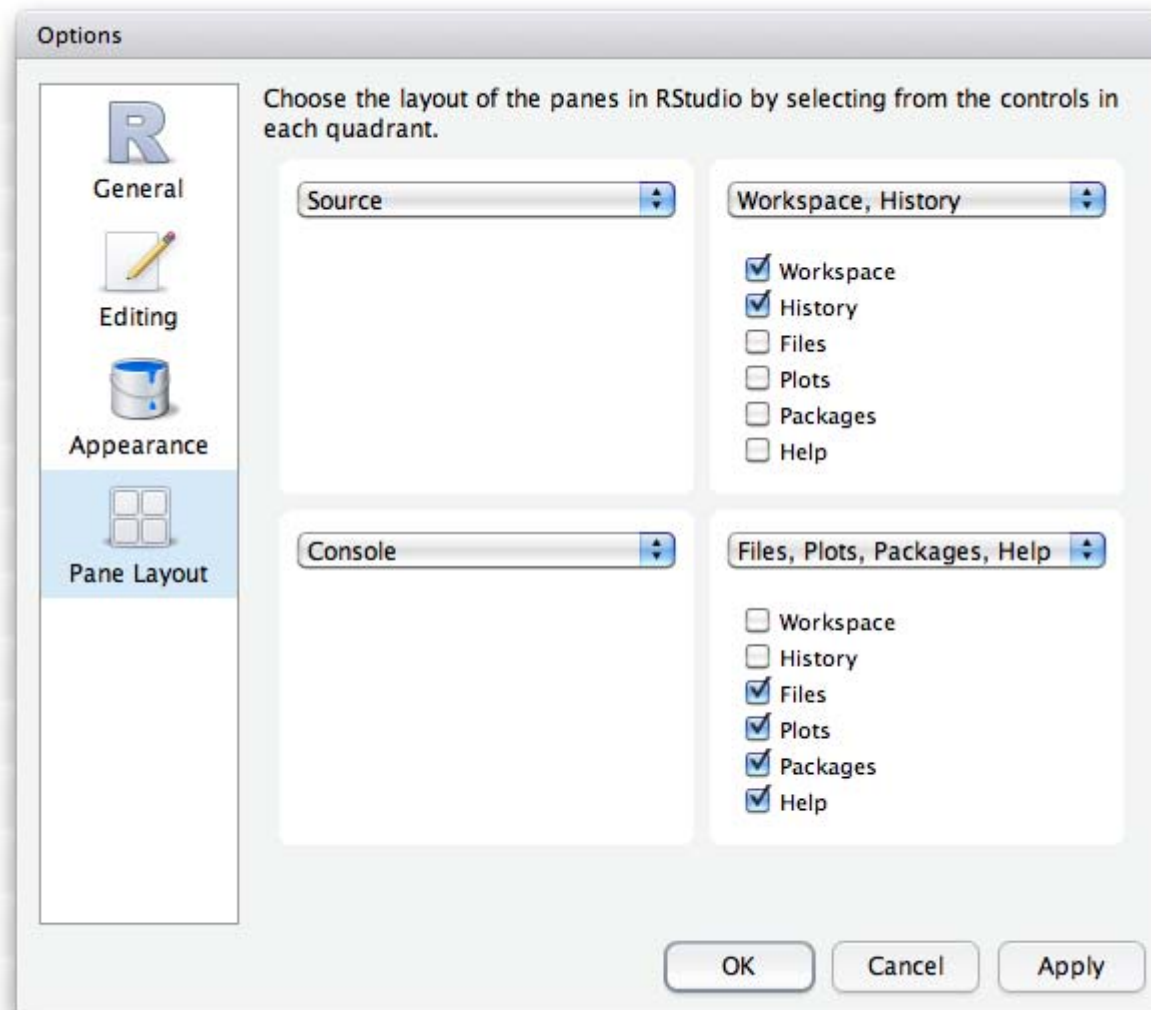 Options
Choose the layout of the panes in RStudio by selecting from the controls in
each quadrant.
R
General
Editing
Appearance
Pane Layout
Source
Workspace, History
Workspace
History
Files
Plots
Packages
Help
Console
Files, Plots, Packages, Help
Workspace
History
Files
Plots
Packages
Help
OK
Cancel
Apply